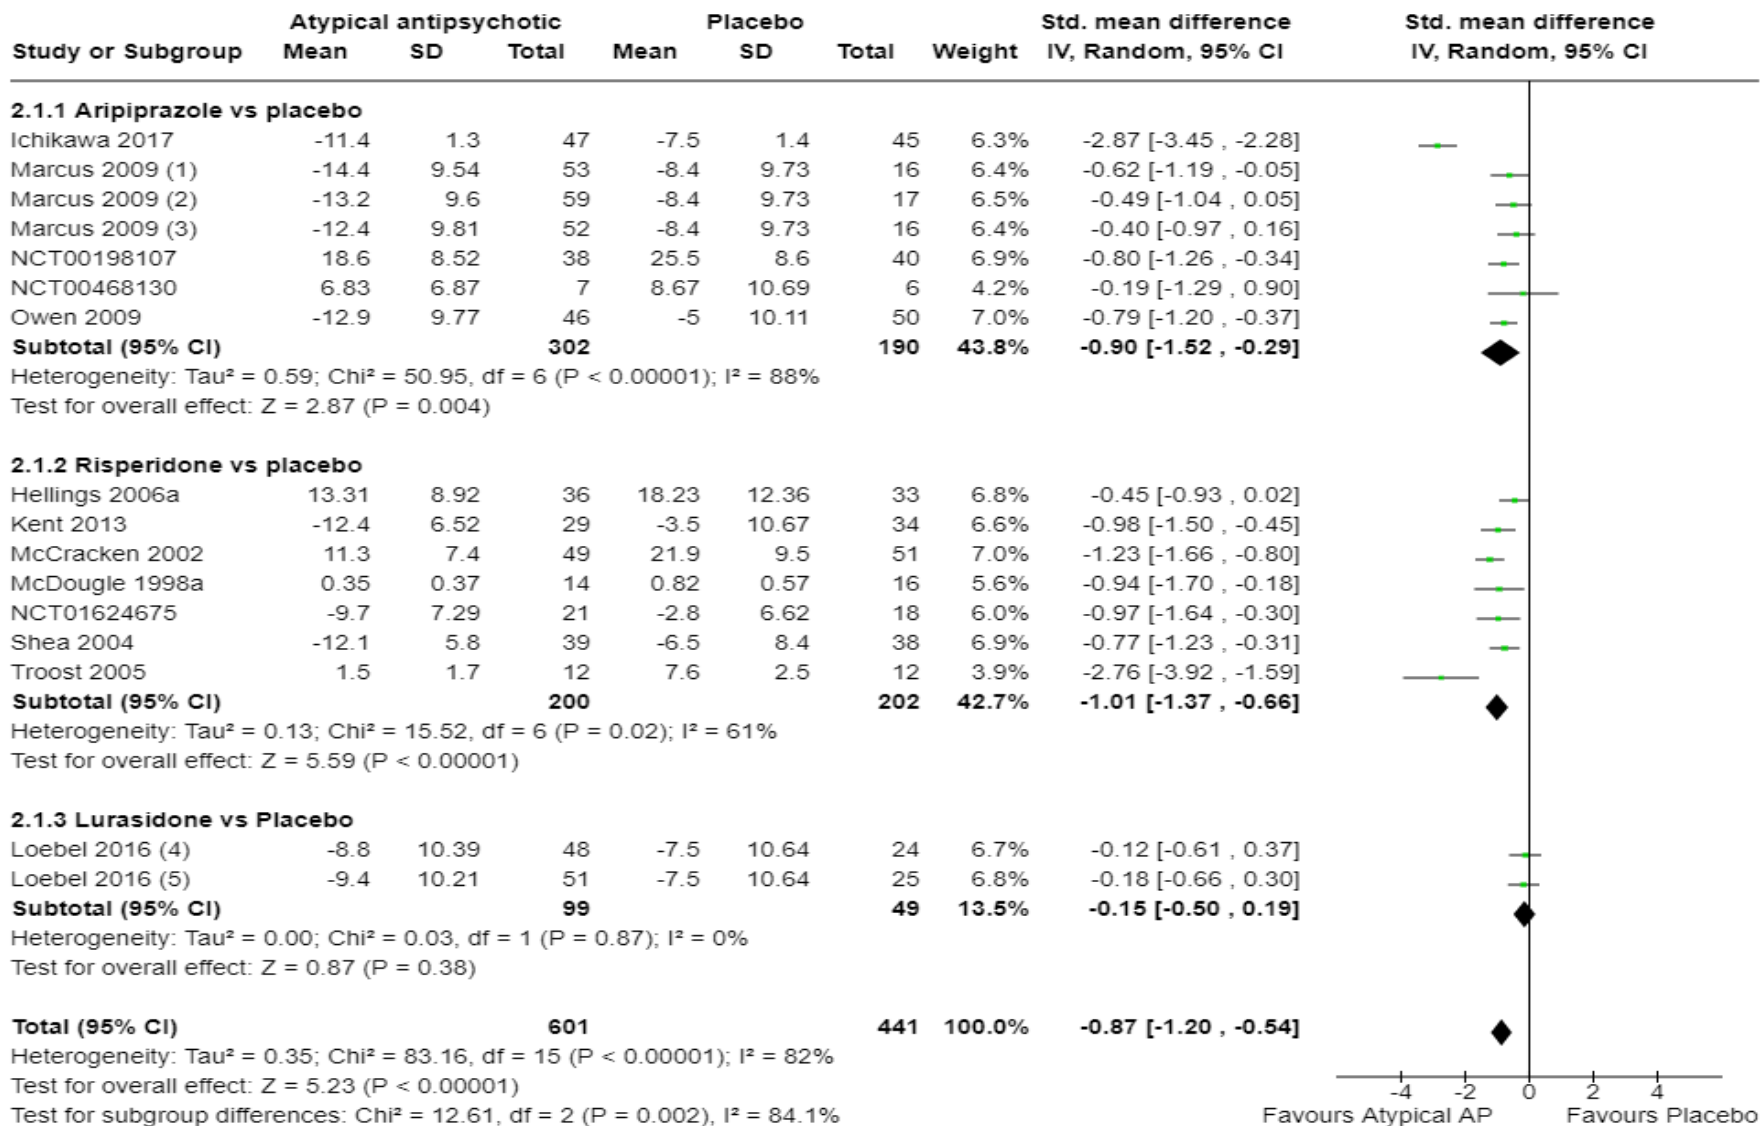 Atypical antipsychotic Placebo Std. mean difference Std. mean difference
Study or Subgroup Mean SD Total Mean SD Total Weight IV, Random, 95% CI IV, Random, 95% CI
2.1.1 Aripiprazole vs placebo
Ichikawa 2017 -11.4 1.3 47 -7.5 1.4 45 6.3% -2.87 [-3.45 , -2.28]
Marcus 2009 (1) -14.4 9.54 53 -8.4 9.73 16 6.4% -0.62 [-1.19 , -0.05]
Marcus 2009 (2) -13.2 9.6 59 -8.4 9.73 17 6.5% -0.49 [-1.04 , 0.05]
Marcus 2009 (3) -12.4 9.81 52 -8.4 9.73 16 6.4% -0.40 [-0.97 , 0.16]
NCT00198107 18.6 8.52 38 25.5 8.6 40 6.9% -0.80 [-1.26 , -0.34]
NCT00468130 6.83 6.87 7 8.67 10.69 6 4.2% -0.19 [-1.29 , 0.90]
Owen 2009 -12.9 9.77 46 -5 10.11 50 7.0% -0.79 [-1.20 , -0.37]
Subtotal (95% CI) 302 190 43.8% -0.90 [-1.52 , -0.29]
Heterogeneity: Tau² = 0.59; Chi² = 50.95, df = 6 (P < 0.00001); I² = 88%
Test for overall effect: Z = 2.87 (P = 0.004)
2.1.2 Risperidone vs placebo
Hellings 2006a 13.31 8.92 36 18.23 12.36 33 6.8% -0.45 [-0.93 , 0.02]
Kent 2013 -12.4 6.52 29 -3.5 10.67 34 6.6% -0.98 [-1.50 , -0.45]
McCracken 2002 11.3 7.4 49 21.9 9.5 51 7.0% -1.23 [-1.66 , -0.80]
McDougle 1998a 0.35 0.37 14 0.82 0.57 16 5.6% -0.94 [-1.70 , -0.18]
NCT01624675 -9.7 7.29 21 -2.8 6.62 18 6.0% -0.97 [-1.64 , -0.30]
Shea 2004 -12.1 5.8 39 -6.5 8.4 38 6.9% -0.77 [-1.23 , -0.31]
Troost 2005 1.5 1.7 12 7.6 2.5 12 3.9% -2.76 [-3.92 , -1.59]
Subtotal (95% CI) 200 202 42.7% -1.01 [-1.37 , -0.66]
Heterogeneity: Tau² = 0.13; Chi² = 15.52, df = 6 (P = 0.02); I² = 61%
Test for overall effect: Z = 5.59 (P < 0.00001)
2.1.3 Lurasidone vs Placebo
Loebel 2016 (4) -8.8 10.39 48 -7.5 10.64 24 6.7% -0.12 [-0.61 , 0.37]
Loebel 2016 (5) -9.4 10.21 51 -7.5 10.64 25 6.8% -0.18 [-0.66 , 0.30]
Subtotal (95% CI) 99 49 13.5% -0.15 [-0.50 , 0.19]
Heterogeneity: Tau² = 0.00; Chi² = 0.03, df = 1 (P = 0.87); I² = 0%
Test for overall effect: Z = 0.87 (P = 0.38)
Total (95% CI) 601 441 100.0% -0.87 [-1.20 , -0.54]
Heterogeneity: Tau² = 0.35; Chi² = 83.16, df = 15 (P < 0.00001); I² = 82%
Test for overall effect: Z = 5.23 (P < 0.00001) -4 -2 0 2 4
Test for subgroup differences: Chi² = 12.61, df = 2 (P = 0.002), I² = 84.1% Favours Atypical AP Favours Placebo